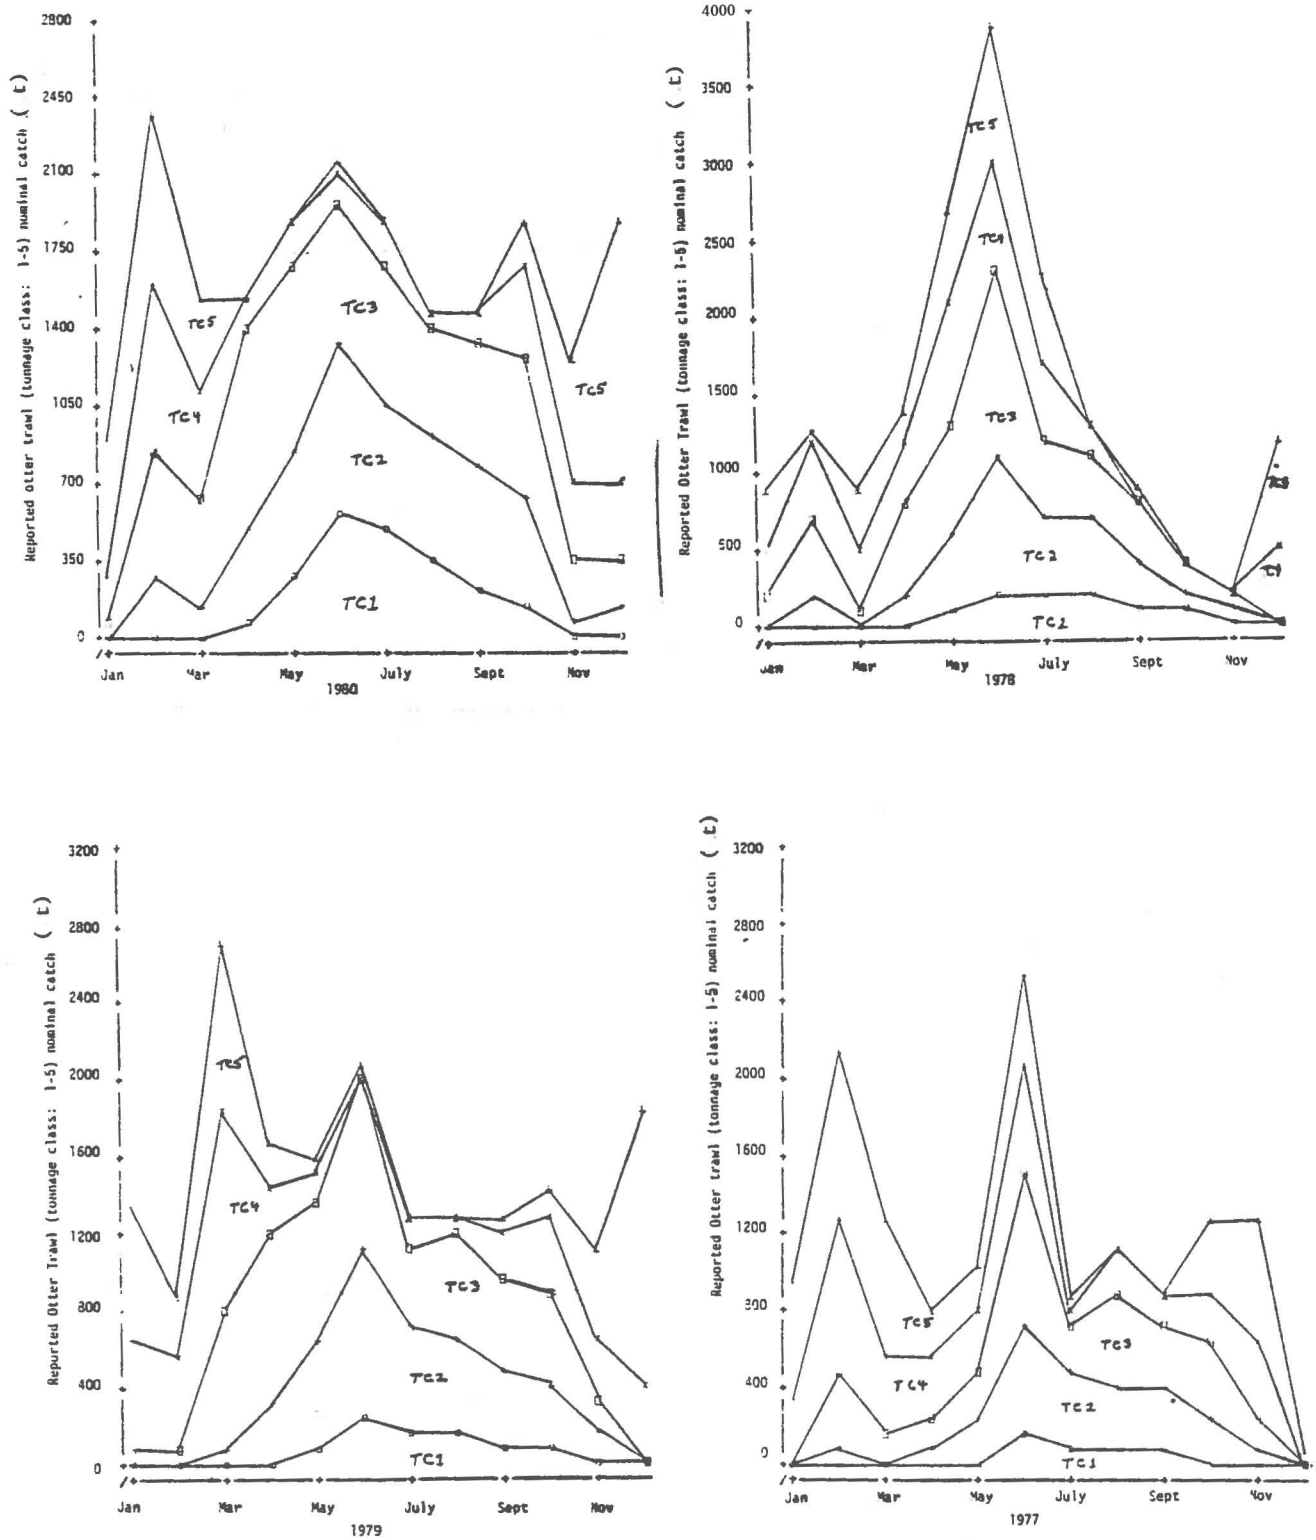 Reported otter trawl (tonnage class: 1-5) nominal catch ( t)
2800
2450
2100
1750
1400
1050
700
350
0
TC5
TC4
TC3
TC2
TC1
TC5
Jan Mar May July Sept Nov
1980
Reported Otter Trawl (tonnage class: 1-5) nominal catch ( t)
4000
3500
3000
2500
2000
1500
1000
500
0
TC5
TC4
TC3
TC2
TC1
TC5
TC4
Jan Mar May July Sept Nov
1978
Reported Otter Trawl (tonnage class: 1-5) nominal catch ( t)
3200
2800
2400
2000
1600
1200
800
400
0
TC5
TC4
TC3
TC2
TC1
Jan Mar May July Sept Nov
1979
Reported Otter trawl (tonnage class: 1-5) nominal catch ( t)
3200
2800
2400
2000
1600
1200
800
400
0
TC5
TC4
TC3
TC2
TC1
Jan Mar May July Sept Nov
1977